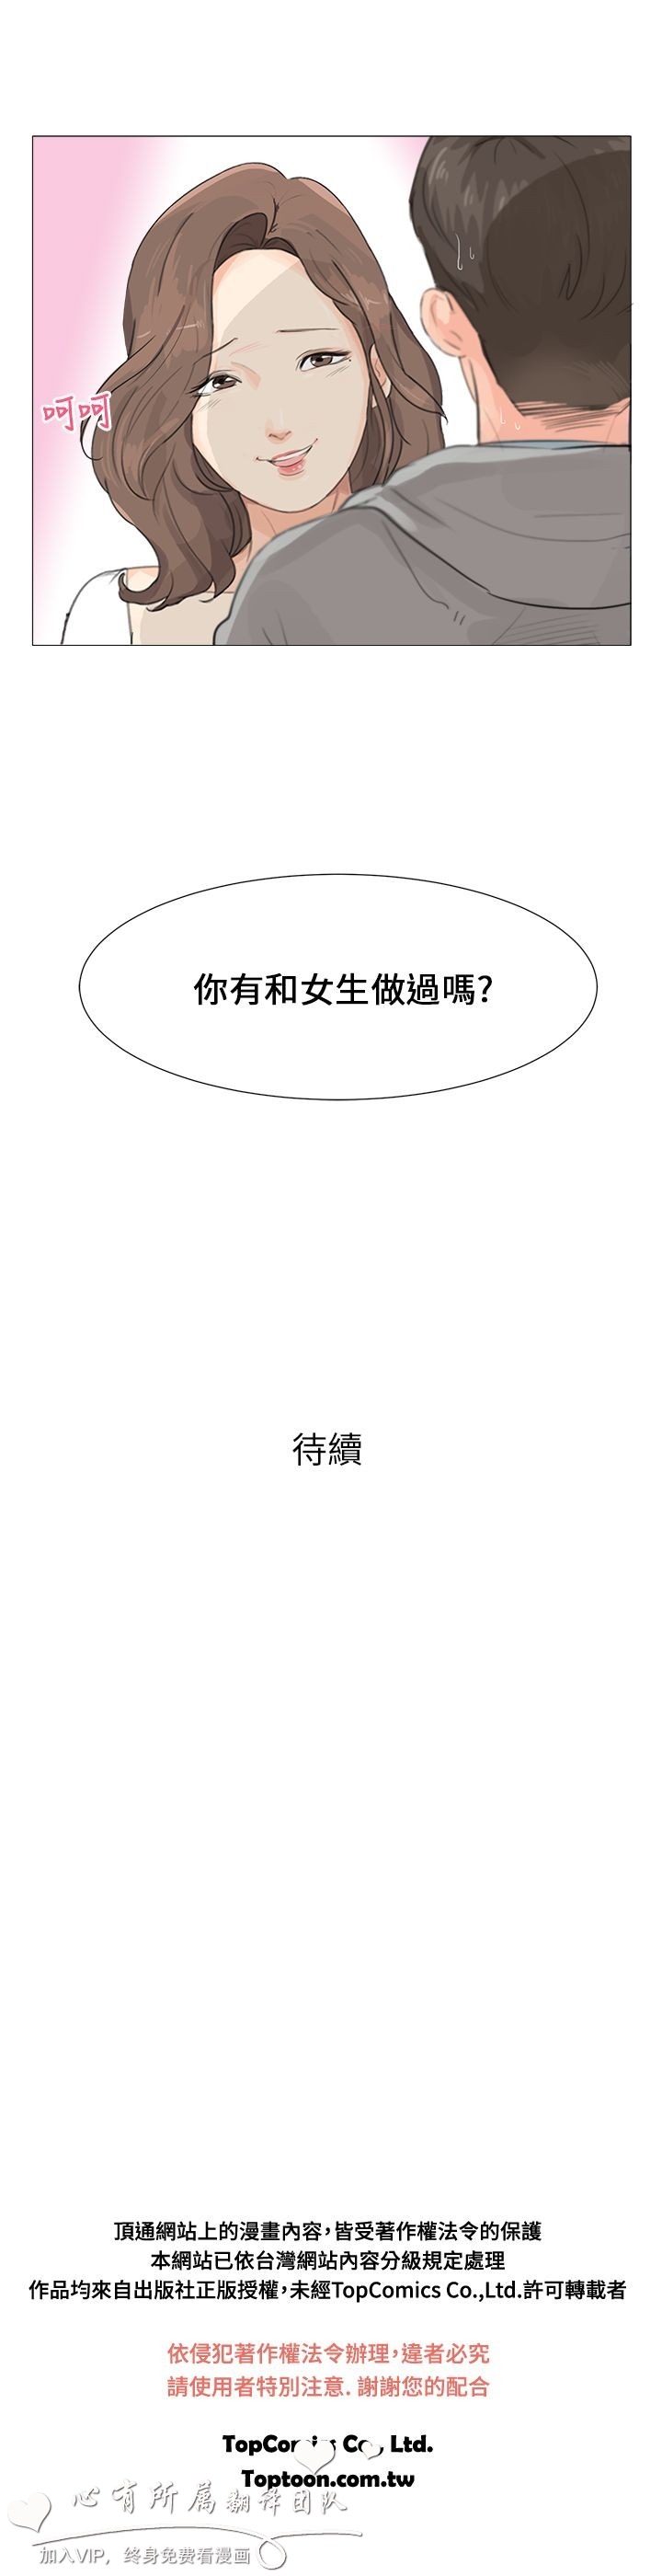 呵呵
你有和女生做過嗎?
待續
頂通網站上的漫畫內容,皆受著作權法令的保護
本網站已依台灣網站內容分級規定處理
作品均來自出版社正版授權,未經TopComics Co.,Ltd.許可轉載者
依侵犯著作權法令辦理,違者必究
請使用者特別注意. 謝謝您的配合
TopComics Co., Ltd.
Toptoon.com.tw
心有所属翻译团队
加入VIP，终身免费看漫画